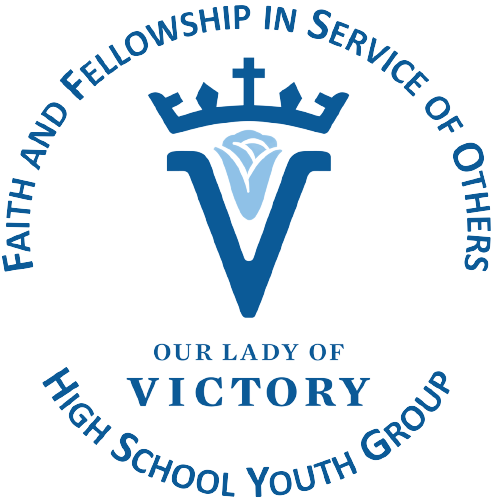 FAITH AND FELLOWSHIP IN SERVICE OF OTHERS
OUR LADY OF
VICTORY
HIGH SCHOOL YOUTH GROUP